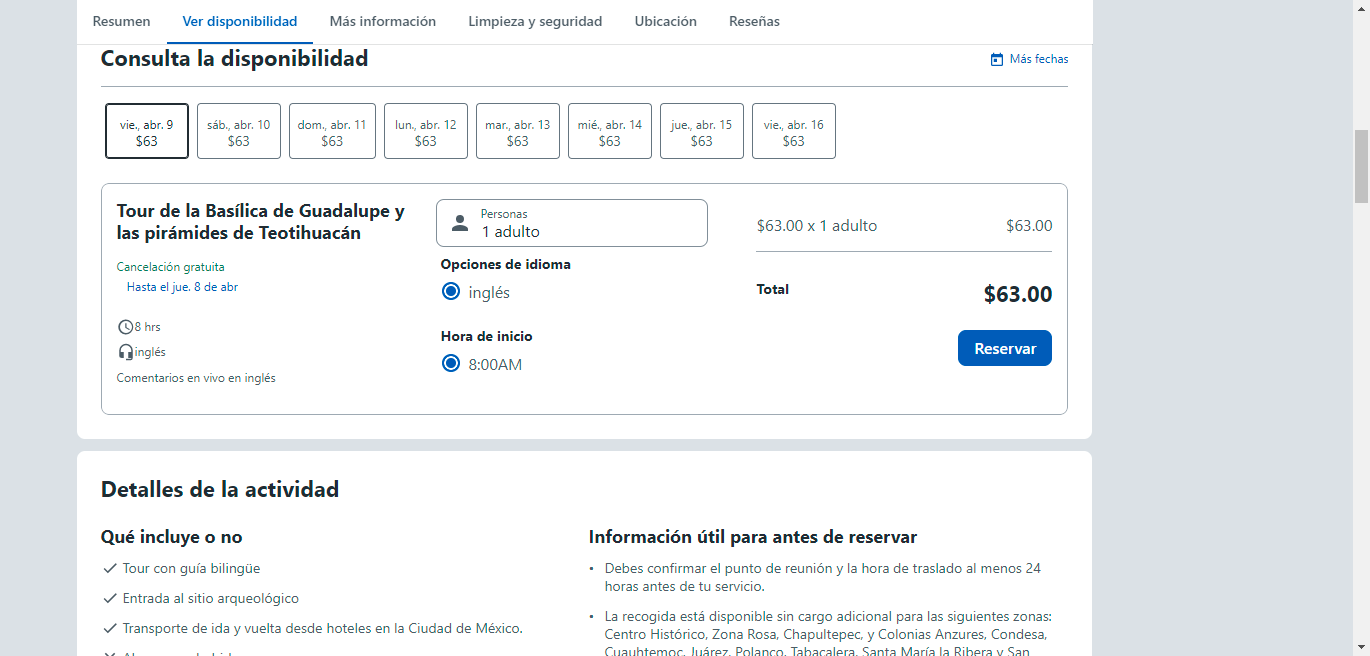 Resumen
Ver disponibilidad
Más información
Limpieza y seguridad
Ubicación
Reseñas
Consulta la disponibilidad
Más fechas
vie., abr. 9
$63
sáb., abr. 10
$63
dom., abr. 11
$63
lun., abr. 12
$63
mar., abr. 13
$63
mié., abr. 14
$63
jue., abr. 15
$63
vie., abr. 16
$63
Tour de la Basílica de Guadalupe y
las pirámides de Teotihuacán
Cancelación gratuita
Hasta el jue. 8 de abr
8 hrs
inglés
Comentarios en vivo en inglés
Personas
1 adulto
Opciones de idioma
inglés
Hora de inicio
8:00AM
$63.00 x 1 adulto
$63.00
Total
$63.00
Reservar
Detalles de la actividad
Qué incluye o no
Tour con guía bilingüe
Entrada al sitio arqueológico
Transporte de ida y vuelta desde hoteles en la Ciudad de México.
Información útil para antes de reservar
• Debes confirmar el punto de reunión y la hora de traslado al menos 24
horas antes de tu servicio.
• La recogida está disponible sin cargo adicional para las siguientes zonas:
Centro Histórico, Zona Rosa, Chapultepec, y Colonias Anzures, Condesa,
Cuauhtemoc, Juárez, Polanco, Tabacalera, Santa María la Ribera y San